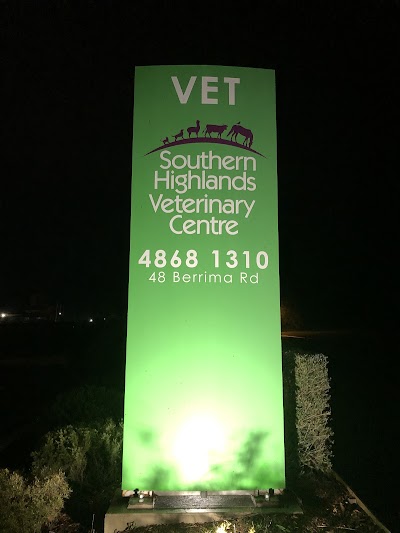 VET
Southern
Highlands
Veterinary
Centre
4868 1310
48 Berrima Rd